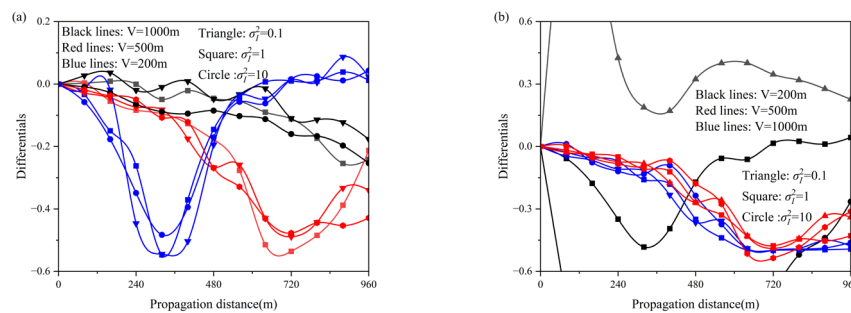 (a)
Black lines: V=1000m
Red lines: V=500m
Blue lines: V=200m
Triangle: σ_I^2=0.1
Square: σ_I^2=1
Circle :σ_I^2=10
Differentials
0.3
0.0
−0.2
−0.4
−0.6
0
240
480
720
960
Propagation distance(m)
(b)
Black lines: V=200m
Red lines: V=500m
Blue lines: V=1000m
Triangle: σ_I^2=0.1
Square: σ_I^2=1
Circle :σ_I^2=10
Differentials
0.6
0.3
0.0
−0.3
−0.6
0
240
480
720
960
Propagation distance(m)